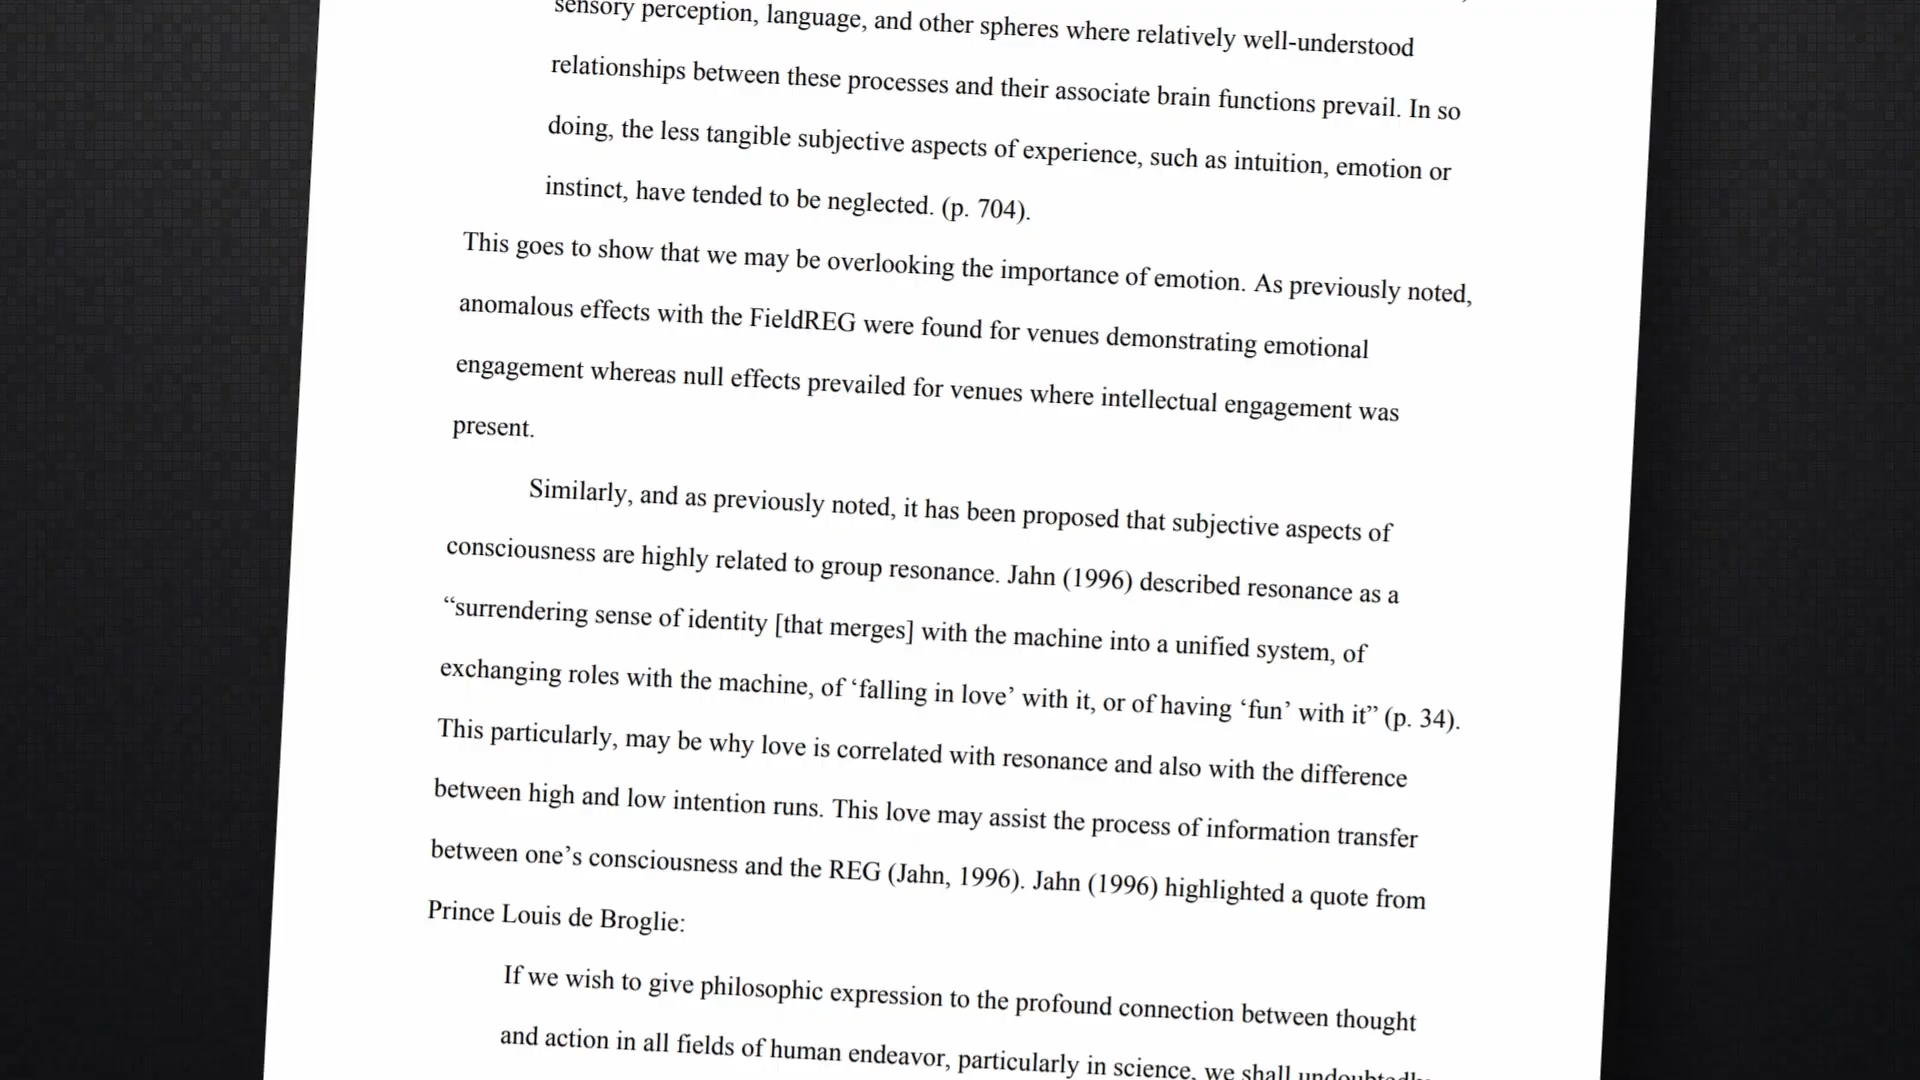 sensory perception, language, and other spheres where relatively well-understood
relationships between these processes and their associate brain functions prevail. In so
doing, the less tangible subjective aspects of experience, such as intuition, emotion or
instinct, have tended to be neglected. (p. 704).
This goes to show that we may be overlooking the importance of emotion. As previously noted,
anomalous effects with the FieldREG were found for venues demonstrating emotional
engagement whereas null effects prevailed for venues where intellectual engagement was
present.
Similarly, and as previously noted, it has been proposed that subjective aspects of
consciousness are highly related to group resonance. Jahn (1996) described resonance as a
“surrendering sense of identity [that merges] with the machine into a unified system, of
exchanging roles with the machine, of ‘falling in love’ with it, or of having ‘fun’ with it” (p. 34).
This particularly, may be why love is correlated with resonance and also with the difference
between high and low intention runs. This love may assist the process of information transfer
between one’s consciousness and the REG (Jahn, 1996). Jahn (1996) highlighted a quote from
Prince Louis de Broglie:
If we wish to give philosophic expression to the profound connection between thought
and action in all fields of human endeavor, particularly in science, we shall undoubtedly